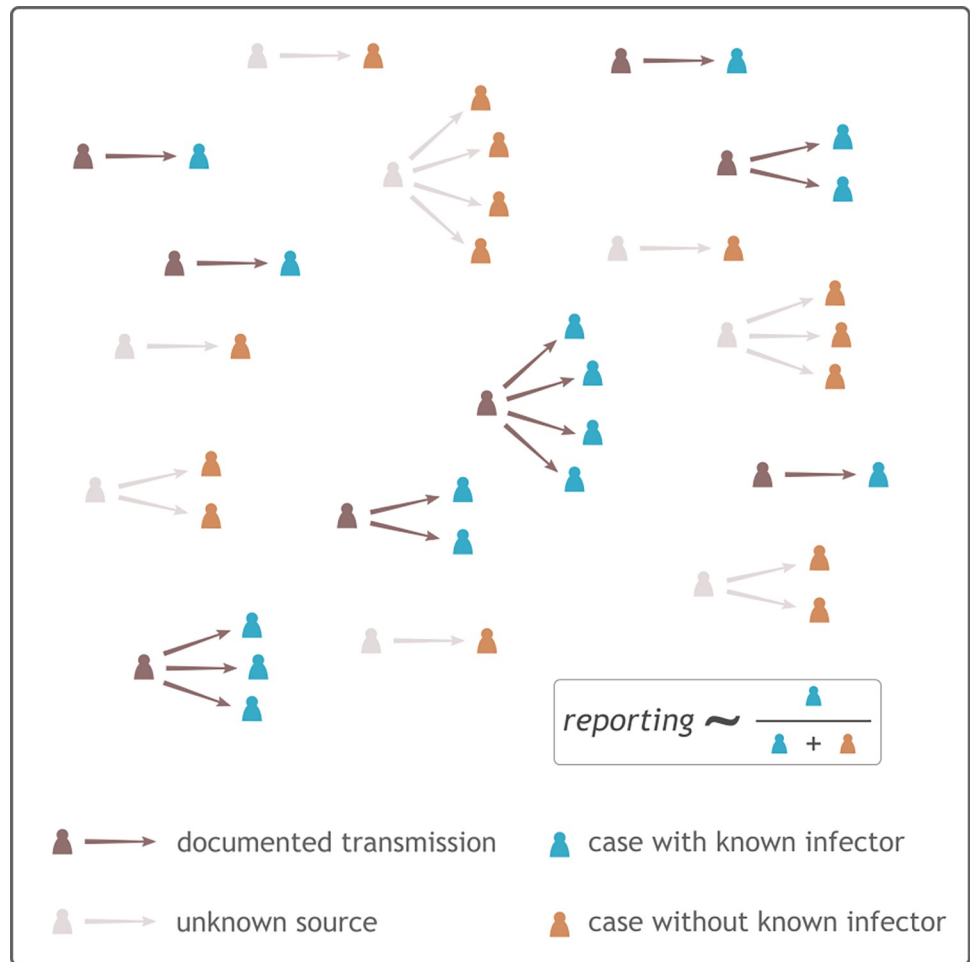 reporting ~
+
documented transmission
case with known infector
unknown source
case without known infector